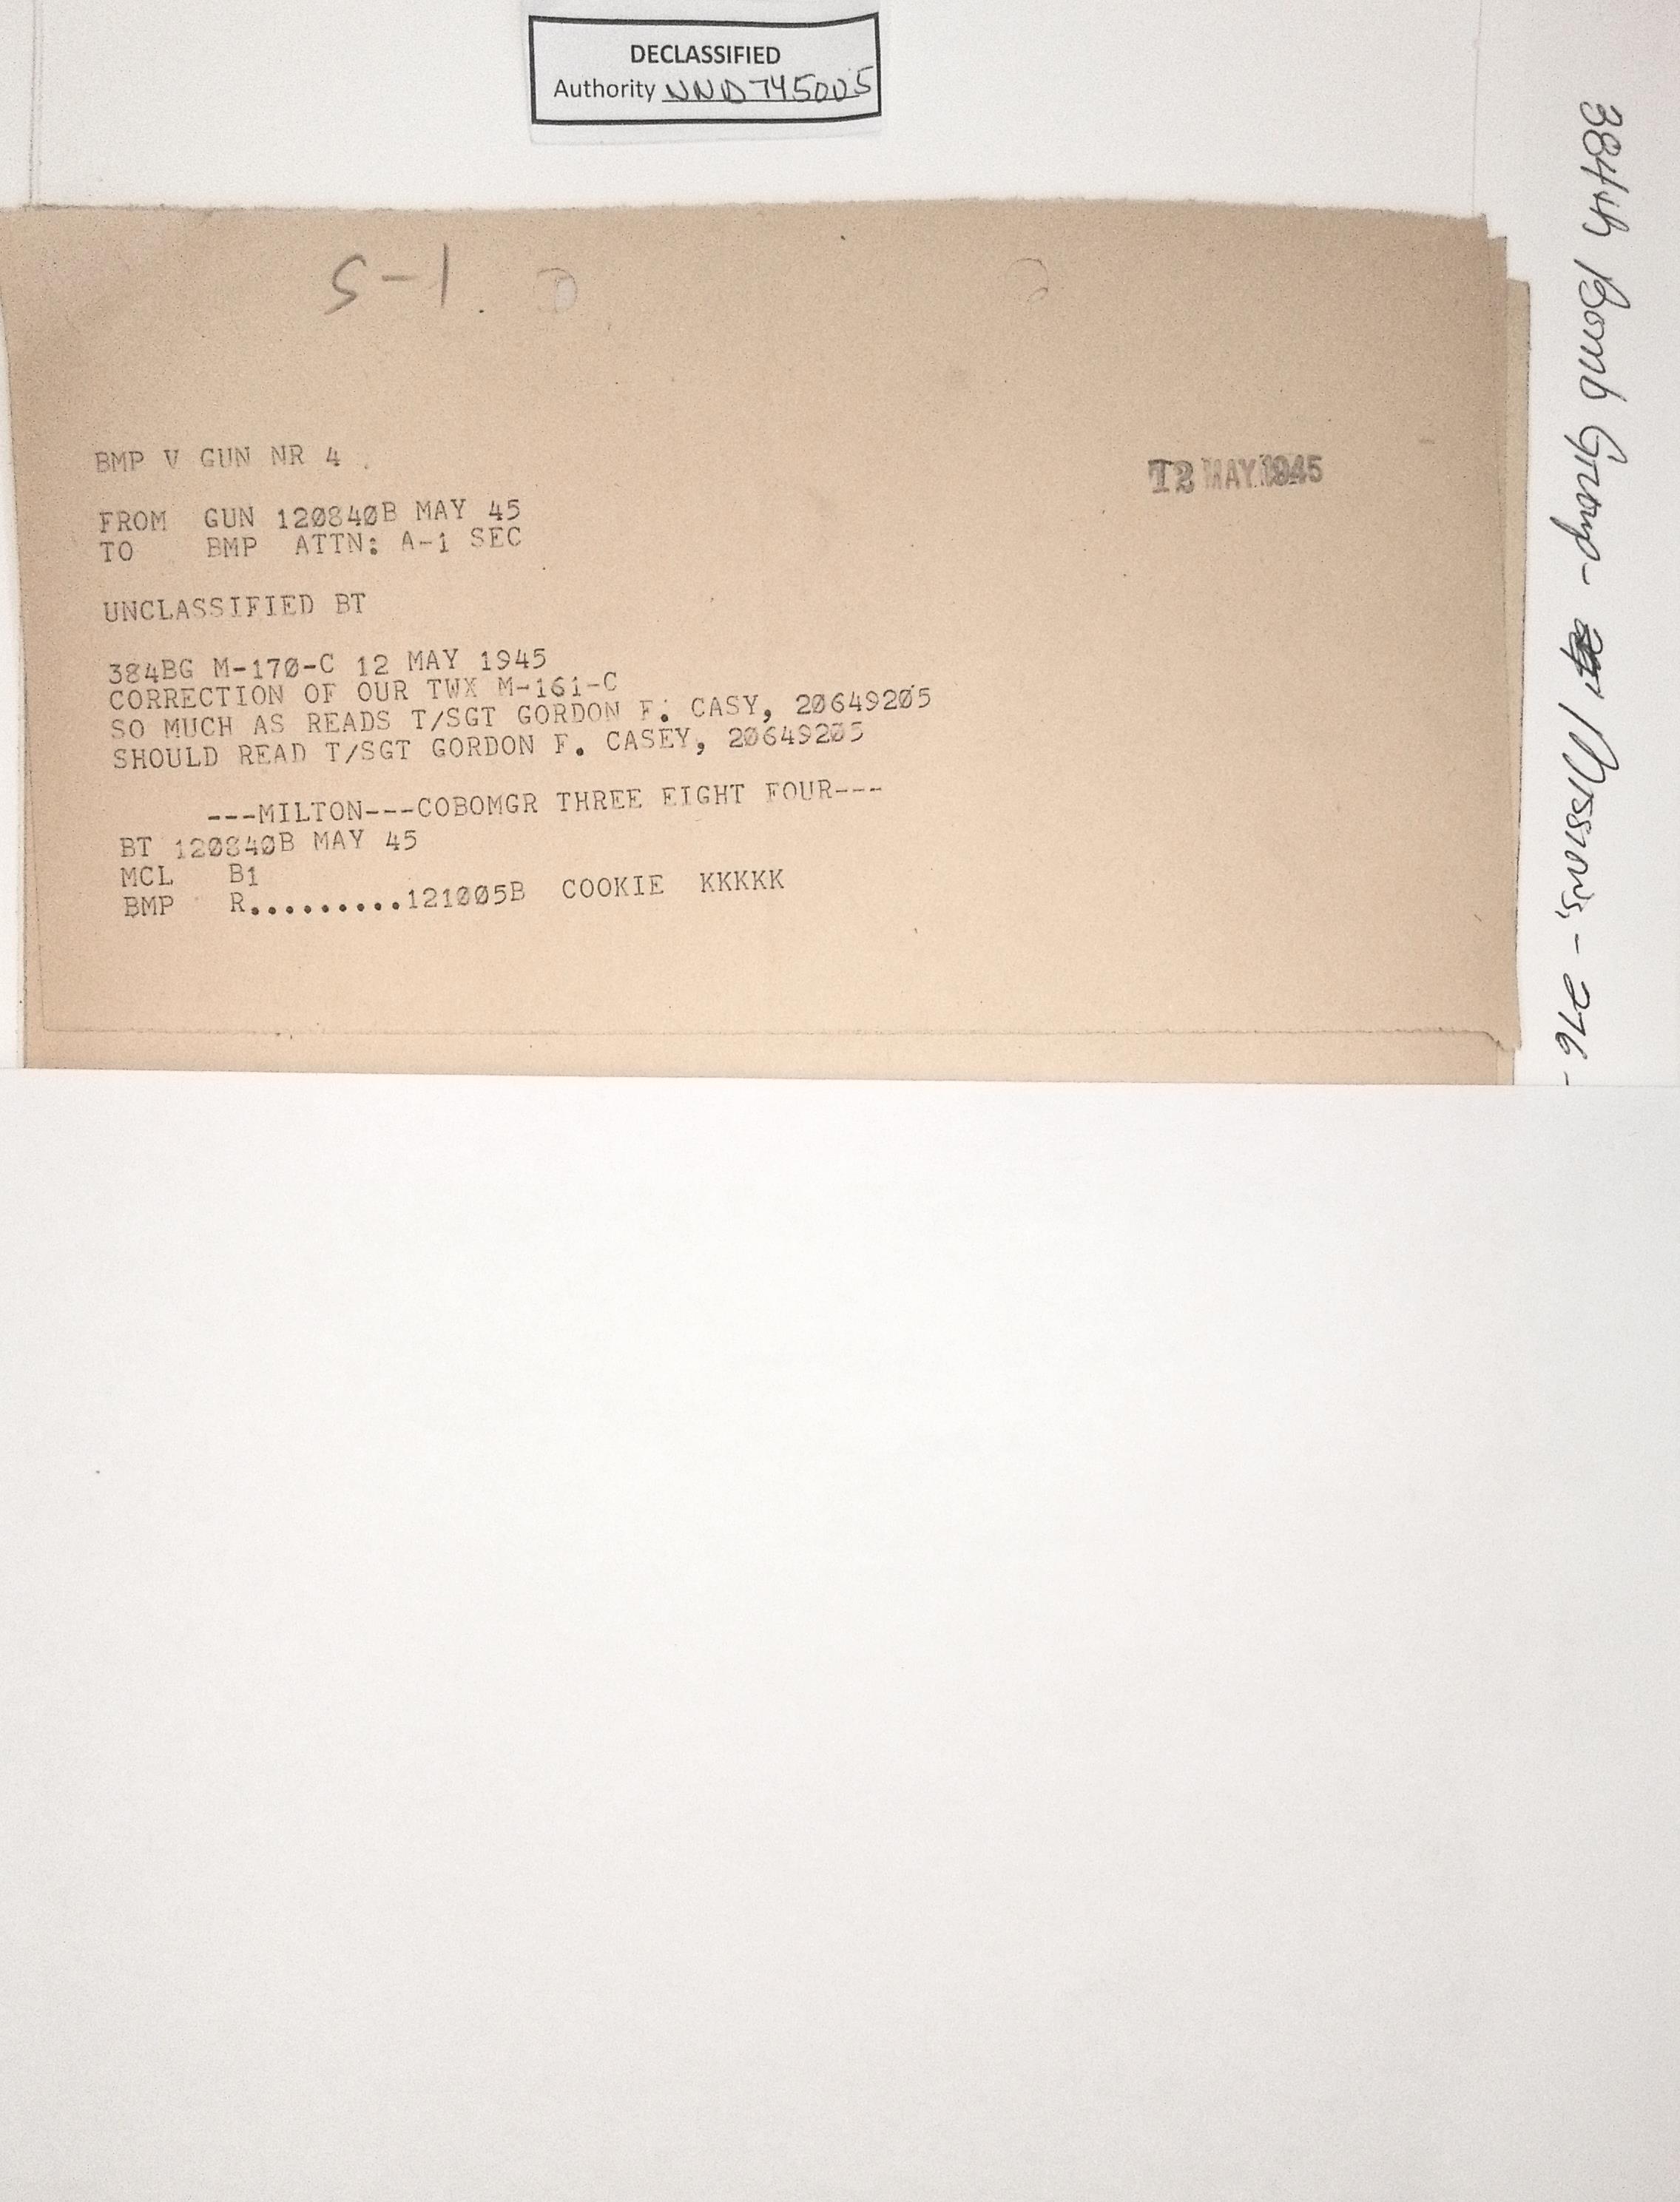 DECLASSIFIED
Authority NND 745005
S-1.
BMP V GUN NR 4 .
12 MAY 1945
FROM GUN 120840B MAY 45
TO BMP ATTN: A-1 SEC
UNCLASSIFIED BT
384BG M-170-C 12 MAY 1945
CORRECTION OF OUR TWX M-161-C
SO MUCH AS READS T/SGT GORDON F. CASY, 20649205
SHOULD READ T/SGT GORDON F. CASEY, 20649205
---MILTON---COBOMGR THREE EIGHT FOUR---
BT 120840B MAY 45
MCL B1
BMP R.........121005B COOKIE KKKKK
384th Bomb Group - Missions, - 276 -